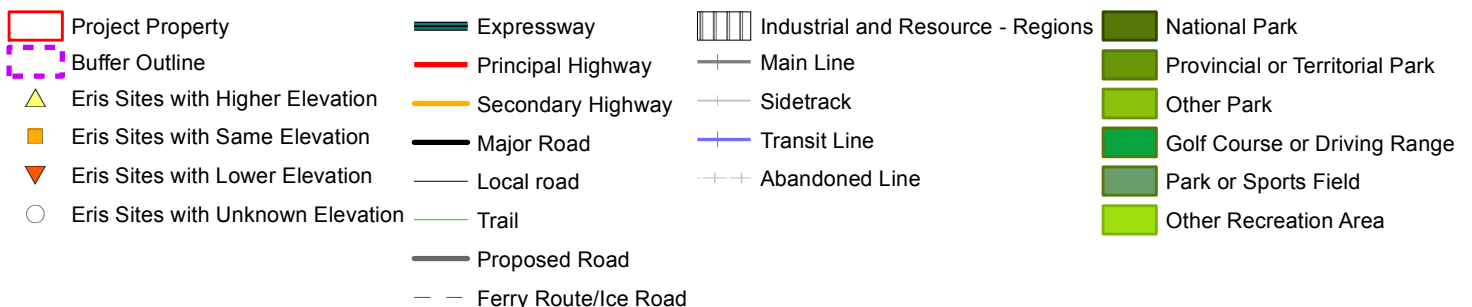 Project Property
Buffer Outline
Eris Sites with Higher Elevation
Eris Sites with Same Elevation
Eris Sites with Lower Elevation
Eris Sites with Unknown Elevation
Expressway
Principal Highway
Secondary Highway
Major Road
Local road
Trail
Proposed Road
Ferry Route/Ice Road
Industrial and Resource - Regions
Main Line
Sidetrack
Transit Line
Abandoned Line
National Park
Provincial or Territorial Park
Other Park
Golf Course or Driving Range
Park or Sports Field
Other Recreation Area